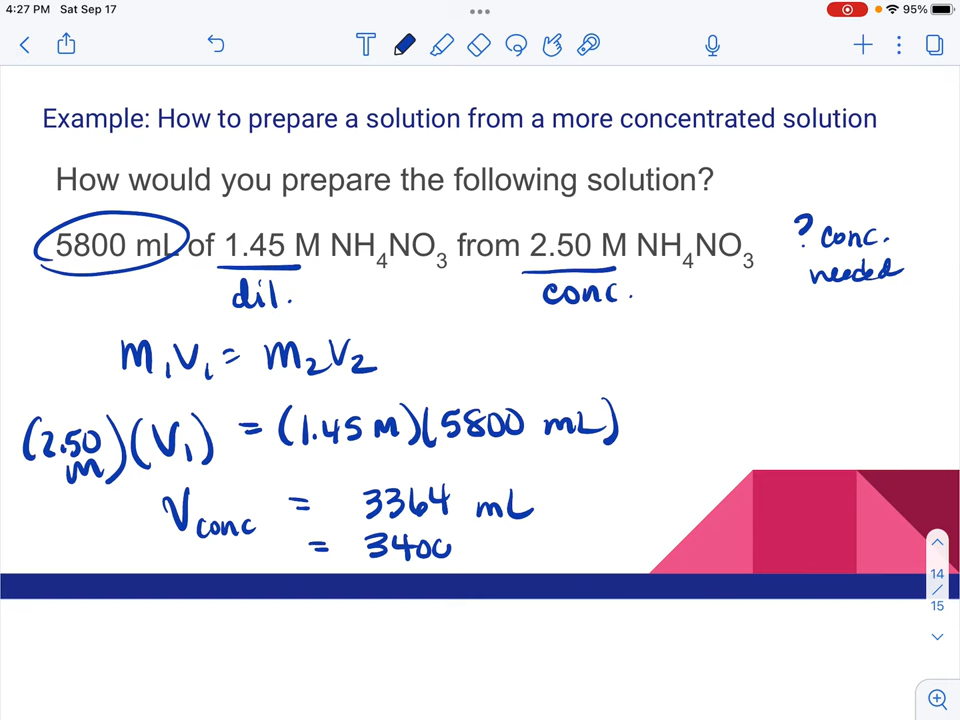 4:27 PM Sat Sep 17
95%
T
Example: How to prepare a solution from a more concentrated solution
How would you prepare the following solution?
5800 mL of 1.45 M NH₄NO₃ from 2.50 M NH₄NO₃
? conc.
needed
dil.
conc.
M₁V₁ = M₂V₂
(2.50 M)(V₁) = (1.45 M)(5800 mL)
Vconc = 3364 mL
= 3400
14
/
15